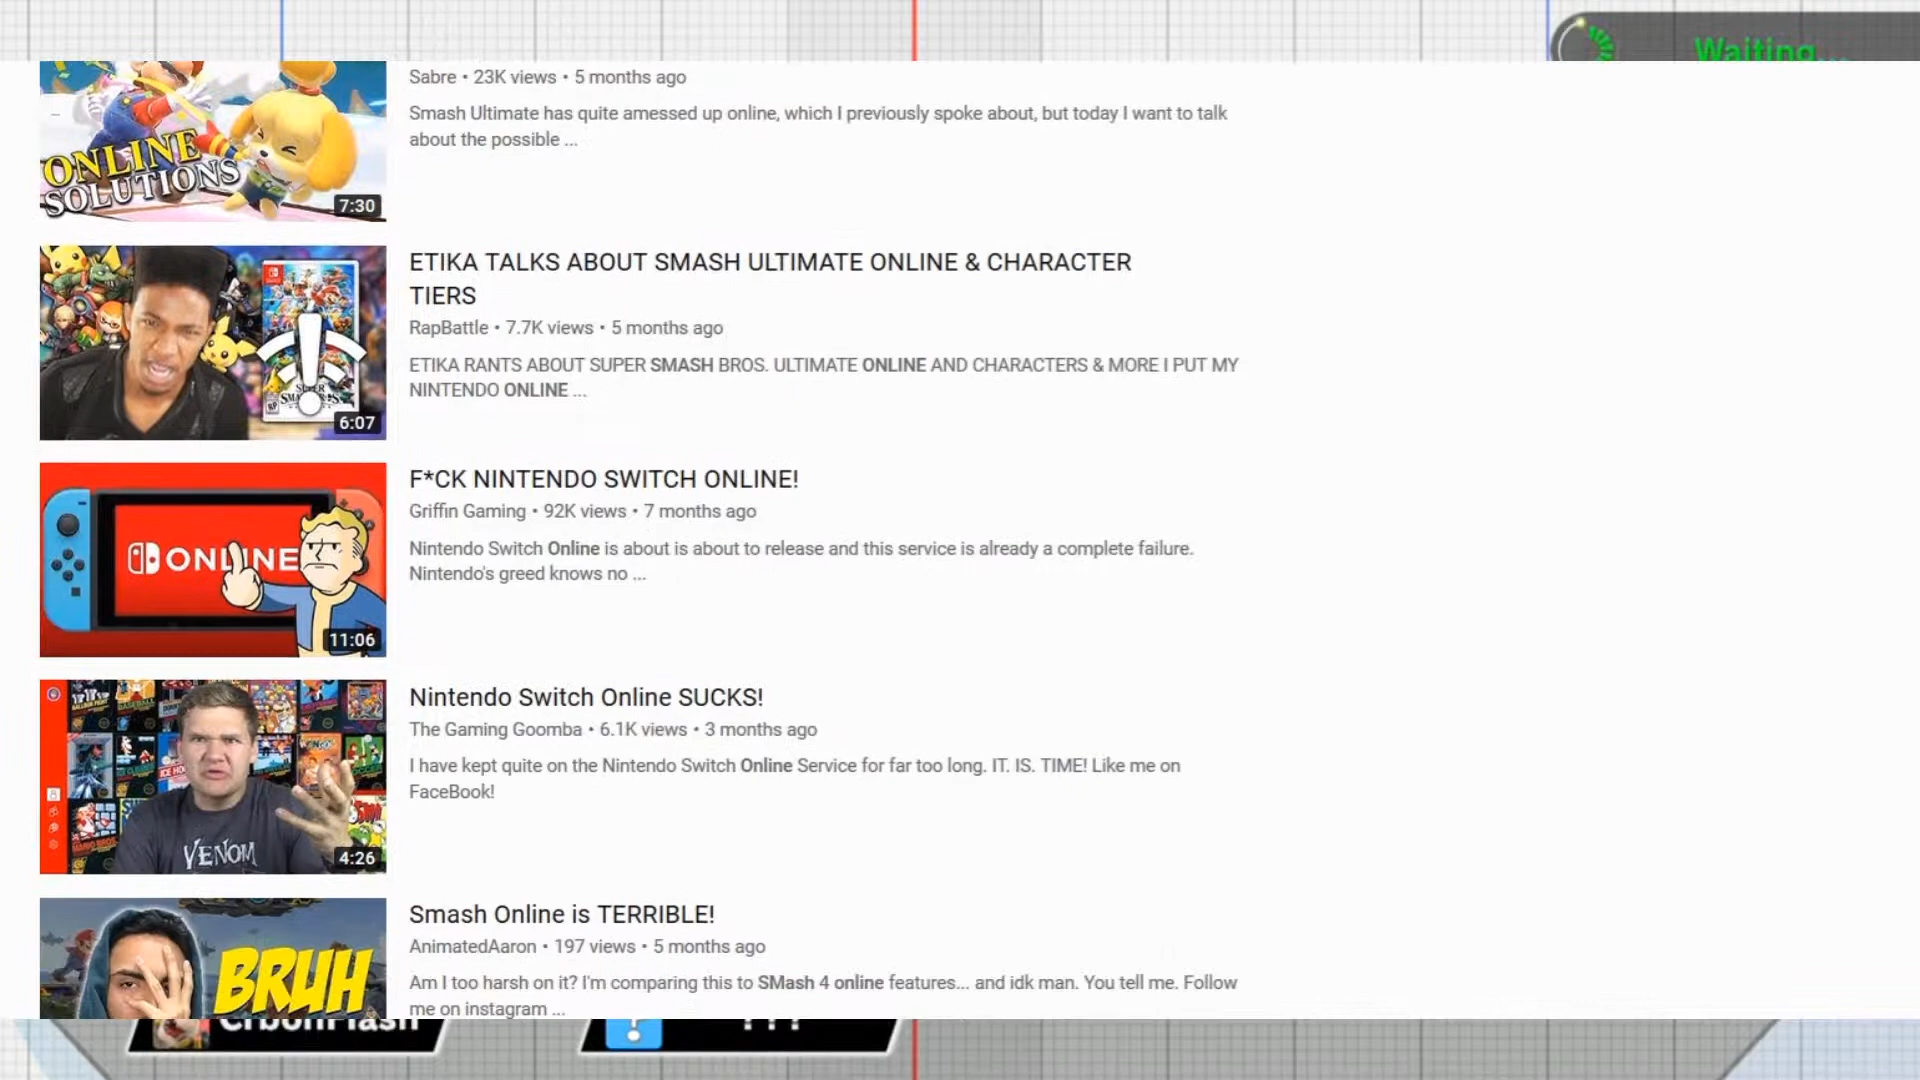 Waiting...
Sabre • 23K views • 5 months ago
Smash Ultimate has quite amessed up online, which I previously spoke about, but today I want to talk
about the possible ...
ONLINE
SOLUTIONS
7:30
ETIKA TALKS ABOUT SMASH ULTIMATE ONLINE & CHARACTER
TIERS
RapBattle • 7.7K views • 5 months ago
ETIKA RANTS ABOUT SUPER SMASH BROS. ULTIMATE ONLINE AND CHARACTERS & MORE I PUT MY
NINTENDO ONLINE ...
6:07
F*CK NINTENDO SWITCH ONLINE!
Griffin Gaming • 92K views • 7 months ago
Nintendo Switch Online is about is about to release and this service is already a complete failure.
Nintendo's greed knows no ...
ONLINE
11:06
Nintendo Switch Online SUCKS!
The Gaming Goomba • 6.1K views • 3 months ago
I have kept quite on the Nintendo Switch Online Service for far too long. IT. IS. TIME! Like me on
FaceBook!
VENOM
4:26
Smash Online is TERRIBLE!
AnimatedAaron • 197 views • 5 months ago
Am I too harsh on it? I'm comparing this to SMash 4 online features... and idk man. You tell me. Follow
me on instagram ...
BRUH
CrbonFlash
???